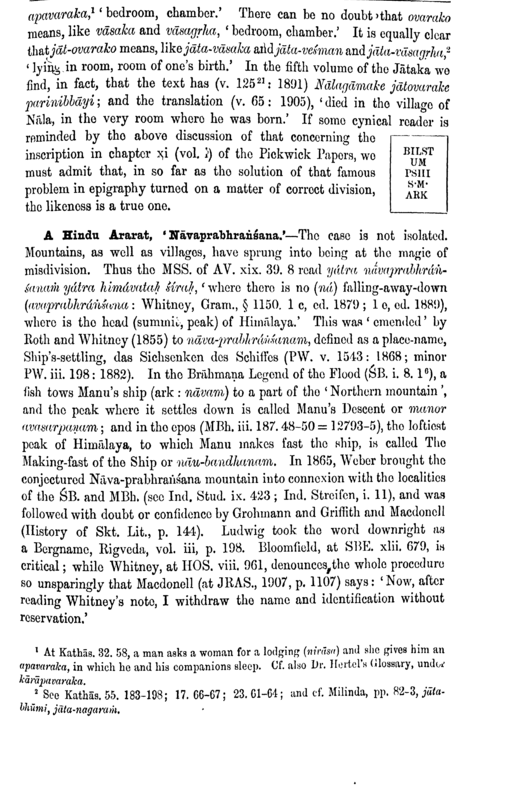 apavaraka,¹ ‘ bedroom, chamber.’ There can be no doubt that ovarako
means, like vāsaka and vāsagṛha, ‘ bedroom, chamber.’ It is equally clear
that jāt-ovarako means, like jāta-vāsaka and jāta-veśman and jāta-vāsagṛha,²
‘ lying in room, room of one's birth.’ In the fifth volume of the Jātaka we
find, in fact, that the text has (v. 125²¹: 1891) Nālagāmake jātovarake
parinibbāyi; and the translation (v. 65: 1905), ‘died in the village of
Nāla, in the very room where he was born.’ If some cynical reader is
reminded by the above discussion of that concerning the
inscription in chapter xi (vol. i) of the Pickwick Papers, we
must admit that, in so far as the solution of that famous
problem in epigraphy turned on a matter of correct division,
the likeness is a true one.
BILST
UM
PSHI
S·M·
ARK
A Hindu Ararat, ‘Nāvaprabhraṅśana.’—The case is not isolated.
Mountains, as well as villages, have sprung into being at the magic of
misdivision. Thus the MSS. of AV. xix. 39. 8 read yátra nā́vaprabhráṅ-
śanaṁ yátra himávataḥ śíraḥ, ‘ where there is no (ná) falling-away-down
(avaprabhráṅśana: Whitney, Gram., § 1150. 1 c, ed. 1879; 1 e, ed. 1889),
where is the head (summit, peak) of Himālaya.’ This was ‘ emended ’ by
Roth and Whitney (1855) to nāva-prabhráṅśanam, defined as a place-name,
Ship's-settling, das Sichsenken des Schiffes (PW. v. 1543: 1868; minor
PW. iii. 198: 1882). In the Brāhmaṇa Legend of the Flood (ŚB. i. 8. 1⁶), a
fish tows Manu's ship (ark: nāvam) to a part of the ‘ Northern mountain ’,
and the peak where it settles down is called Manu's Descent or manor
avasarpaṇam; and in the epos (MBh. iii. 187. 48-50 = 12793-5), the loftiest
peak of Himālaya, to which Manu makes fast the ship, is called The
Making-fast of the Ship or nāu-bandhanam. In 1865, Weber brought the
conjectured Nāva-prabhraṅśana mountain into connexion with the localities
of the ŚB. and MBh. (see Ind. Stud. ix. 423; Ind. Streifen, i. 11), and was
followed with doubt or confidence by Grohmann and Griffith and Macdonell
(History of Skt. Lit., p. 144). Ludwig took the word downright as
a Bergname, Rigveda, vol. iii, p. 198. Bloomfield, at SBE. xlii. 679, is
critical; while Whitney, at HOS. viii. 961, denounces the whole procedure
so unsparingly that Macdonell (at JRAS., 1907, p. 1107) says: ‘ Now, after
reading Whitney's note, I withdraw the name and identification without
reservation.’
¹ At Kathās. 32. 58, a man asks a woman for a lodging (nivāsa) and she gives him an
apavaraka, in which he and his companions sleep. Cf. also Dr. Hertel's Glossary, under
kārāpavaraka.
² See Kathās. 55. 183-198; 17. 66-67; 23. 61-64; and cf. Milinda, pp. 82-3, jāta-
bhūmi, jāta-nagaraṁ.